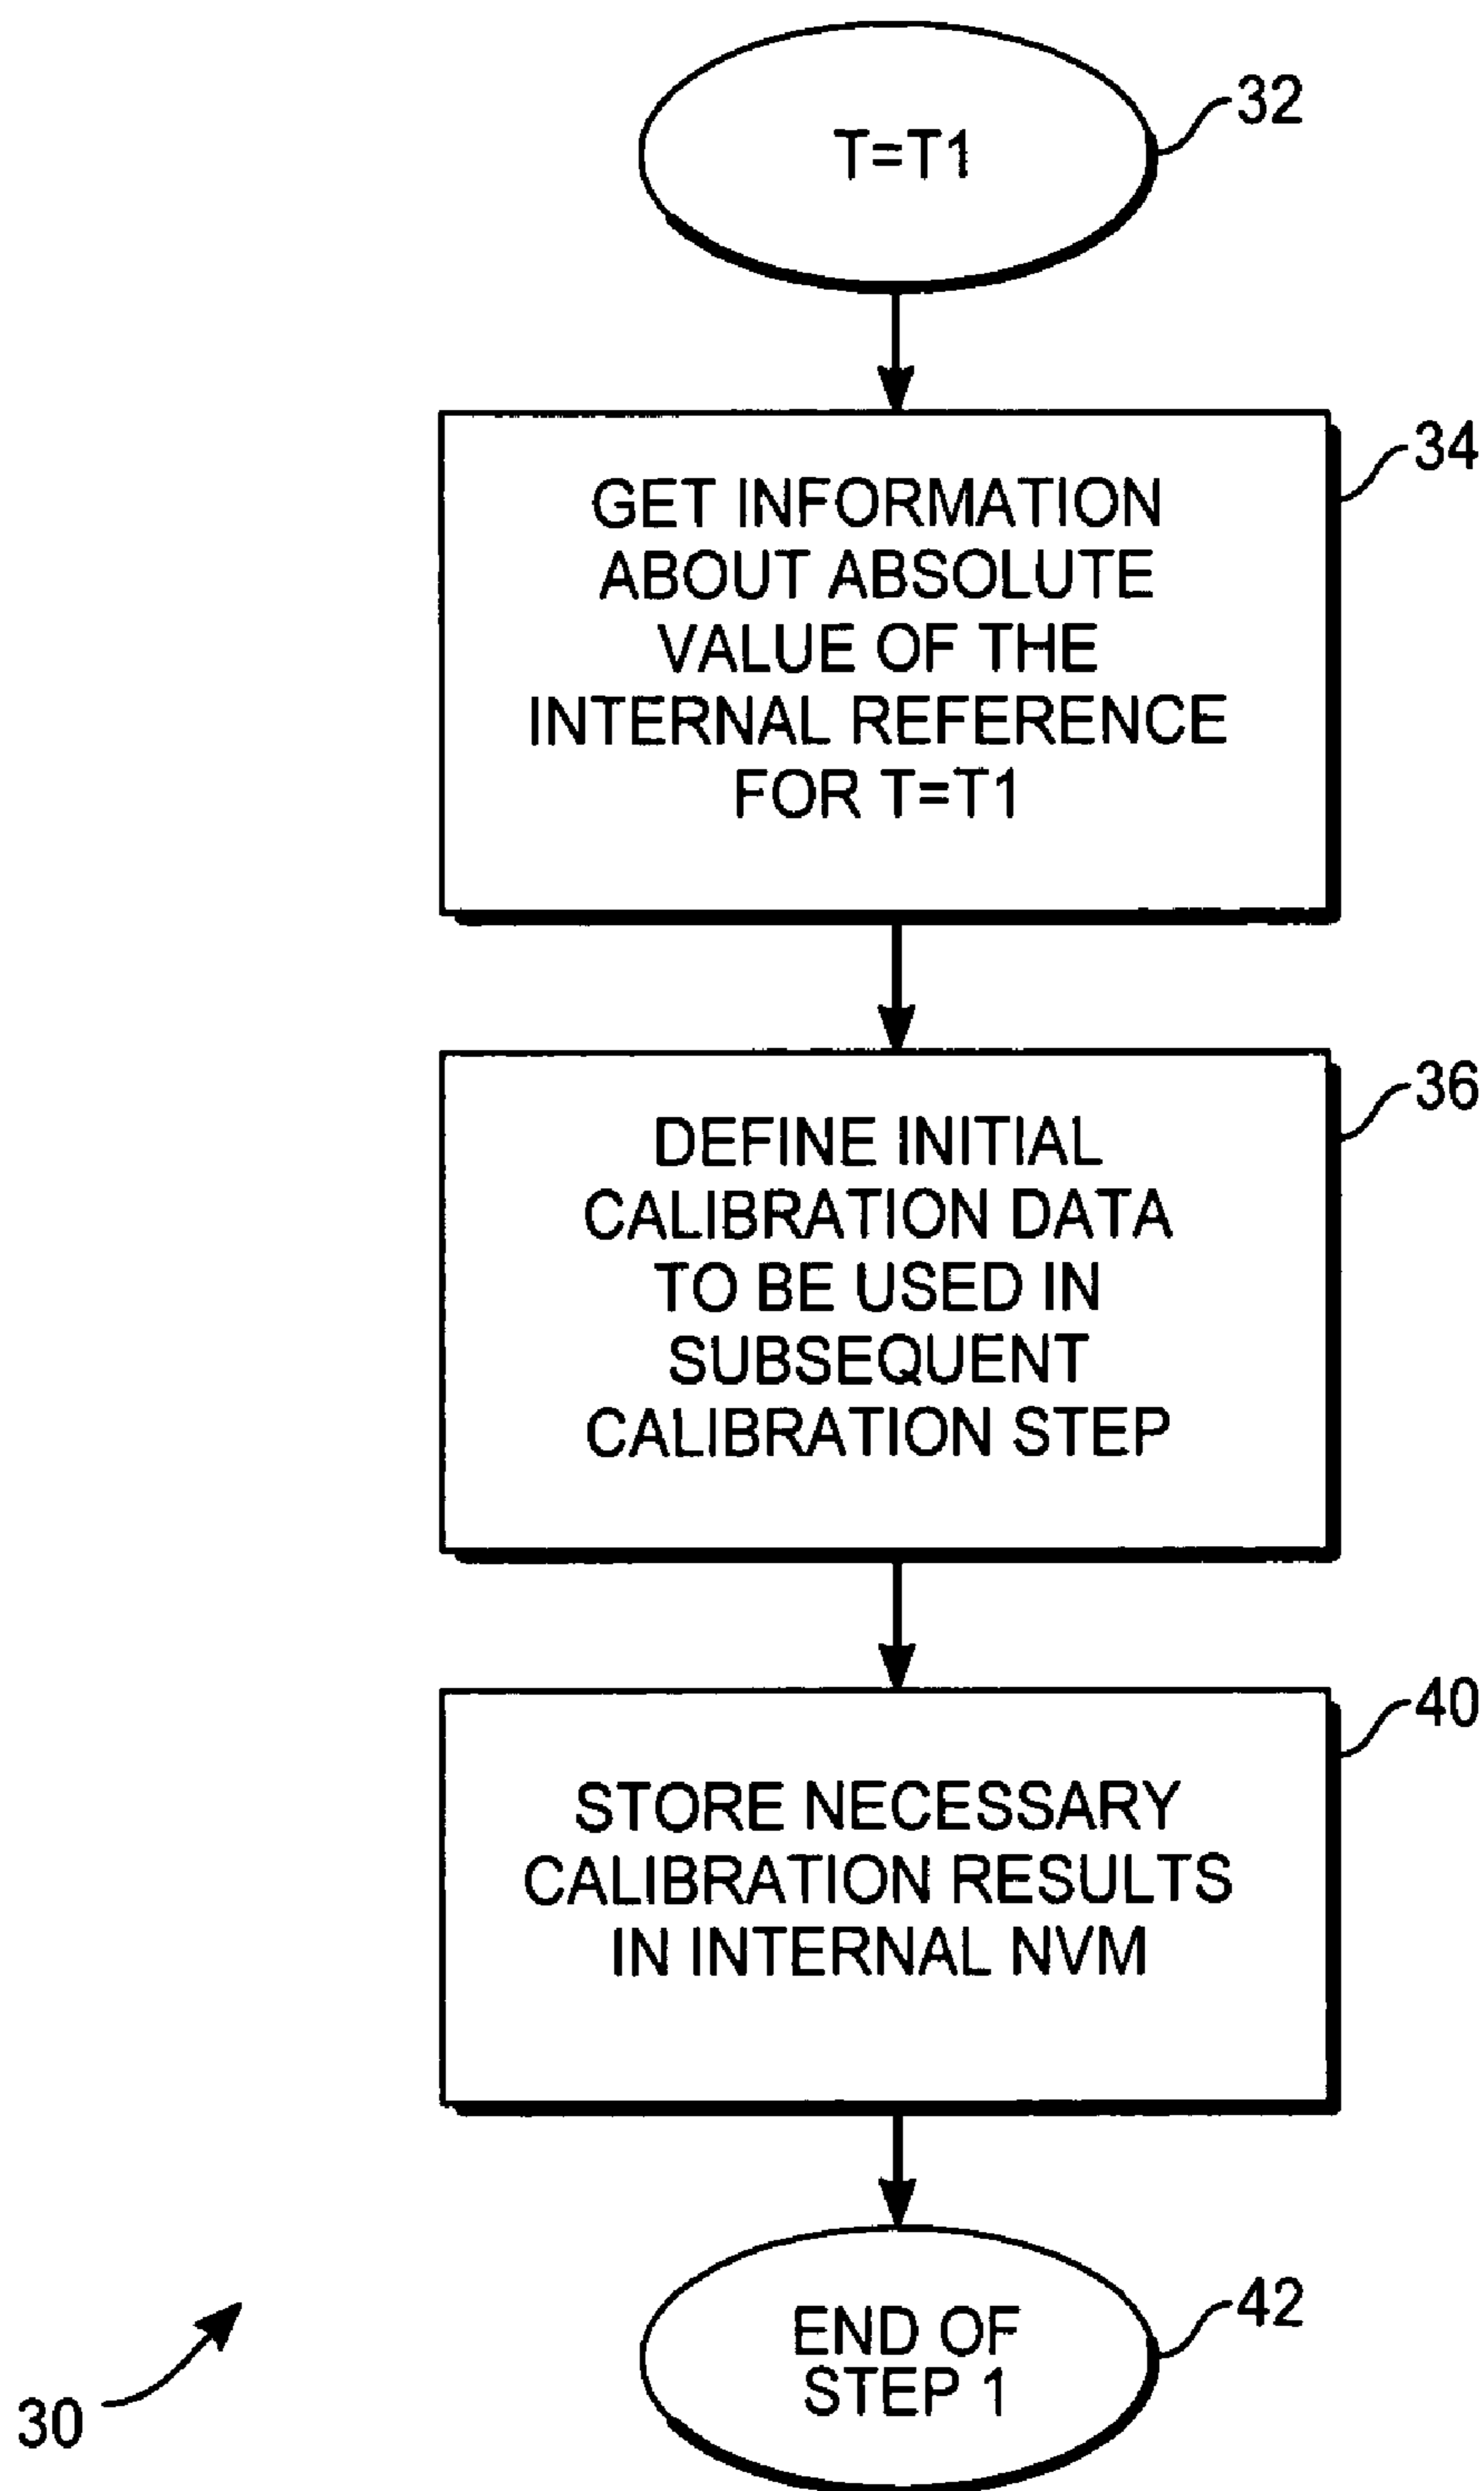 T=T1
32
GET INFORMATION
ABOUT ABSOLUTE
VALUE OF THE
INTERNAL REFERENCE
FOR T=T1
34
DEFINE INITIAL
CALIBRATION DATA
TO BE USED IN
SUBSEQUENT
CALIBRATION STEP
36
STORE NECESSARY
CALIBRATION RESULTS
IN INTERNAL NVM
40
END OF
STEP 1
42
30